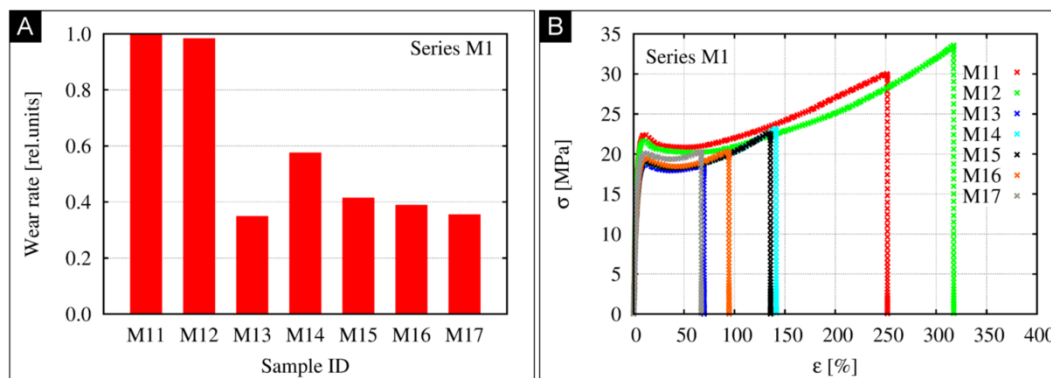 A
Series M1
Wear rate [rel.units]
1.0
0.8
0.6
0.4
0.2
0.0
M11 M12 M13 M14 M15 M16 M17
Sample ID
B
Series M1
σ [MPa]
35
30
25
20
15
10
5
0
M11
M12
M13
M14
M15
M16
M17
0 50 100 150 200 250 300 350 400
ε [%]